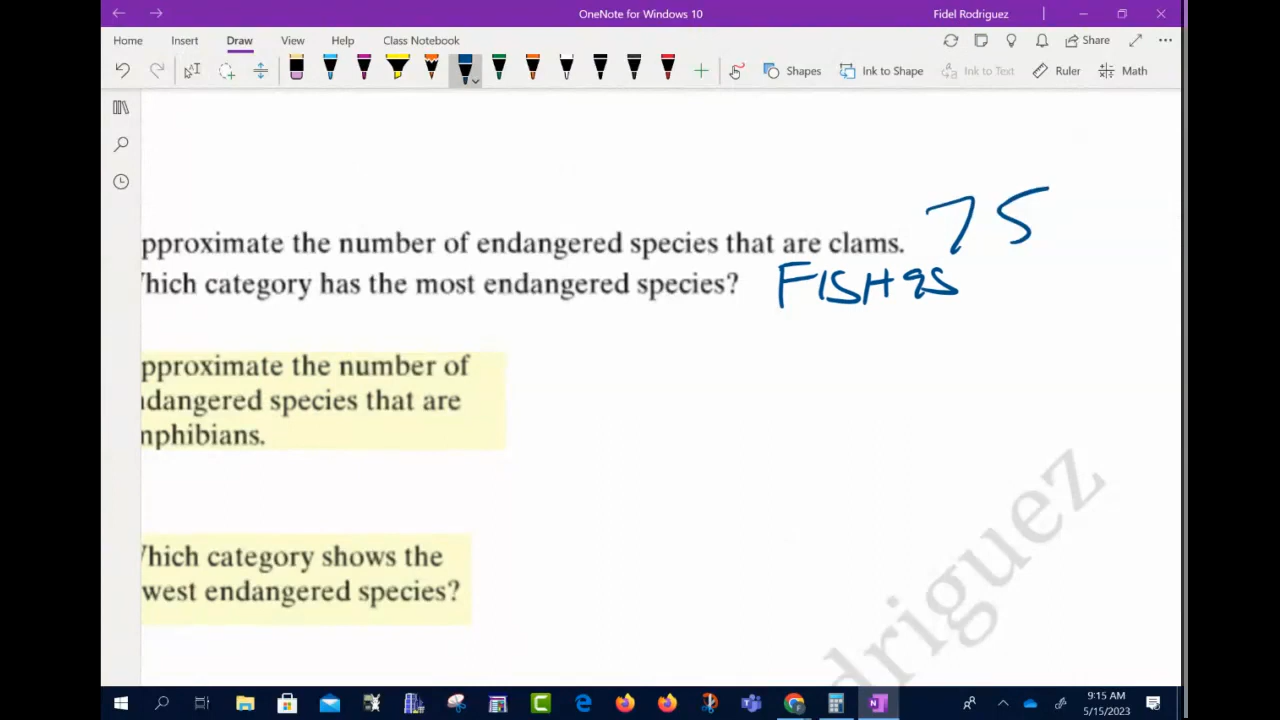 OneNote for Windows 10
Fidel Rodriguez
Home Insert Draw View Help Class Notebook
Share
Shapes Ink to Shape Ink to Text Ruler Math
pproximate the number of endangered species that are clams. 75
hich category has the most endangered species? FISHES
pproximate the number of
ndangered species that are
mphibians.
hich category shows the
west endangered species?
driguez
9:15 AM
5/15/2023